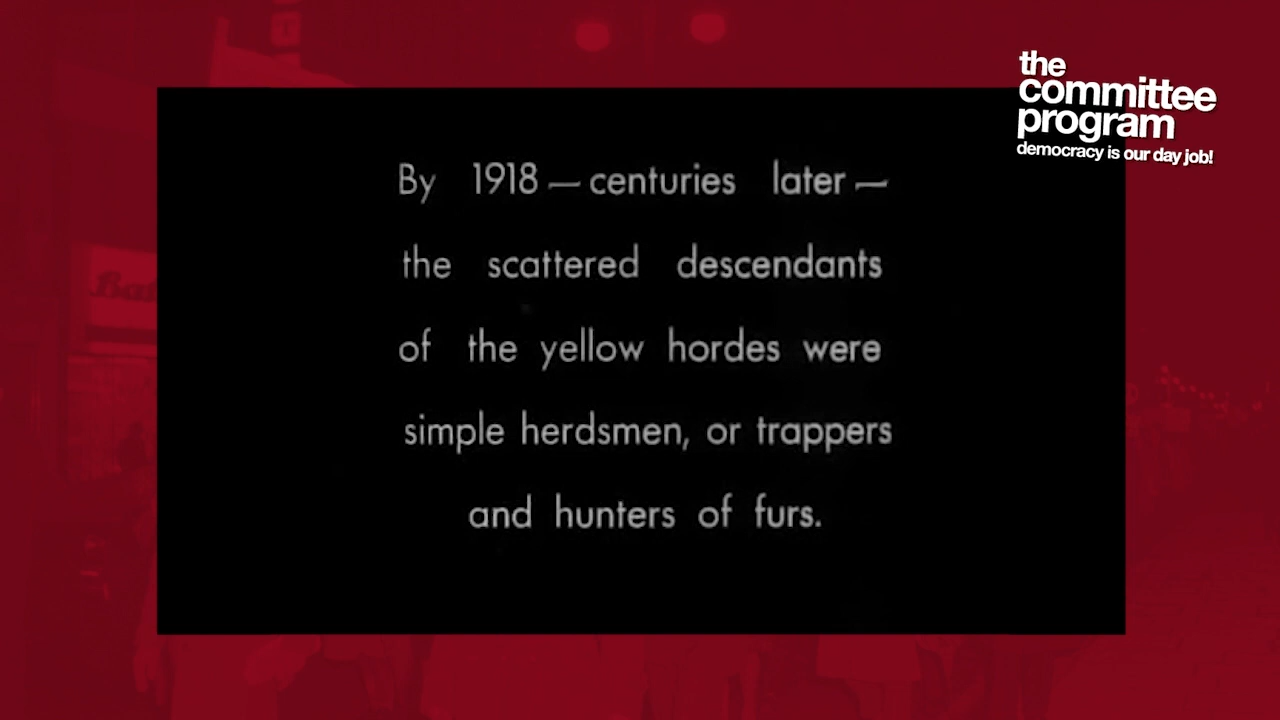 the
committee
program
democracy is our day job!
By 1918 — centuries later —
the scattered descendants
of the yellow hordes were
simple herdsmen, or trappers
and hunters of furs.